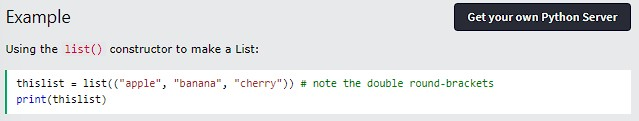 Example
Get your own Python Server
Using the list() constructor to make a List:
thislist = list(("apple", "banana", "cherry")) # note the double round-brackets
print(thislist)